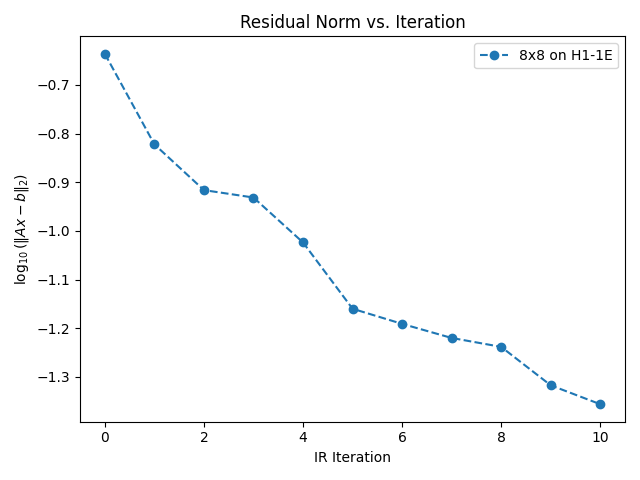 Residual Norm vs. Iteration
8x8 on H1-1E
log₁₀(‖Ax − b‖₂)
−0.7
−0.8
−0.9
−1.0
−1.1
−1.2
−1.3
0 2 4 6 8 10
IR Iteration